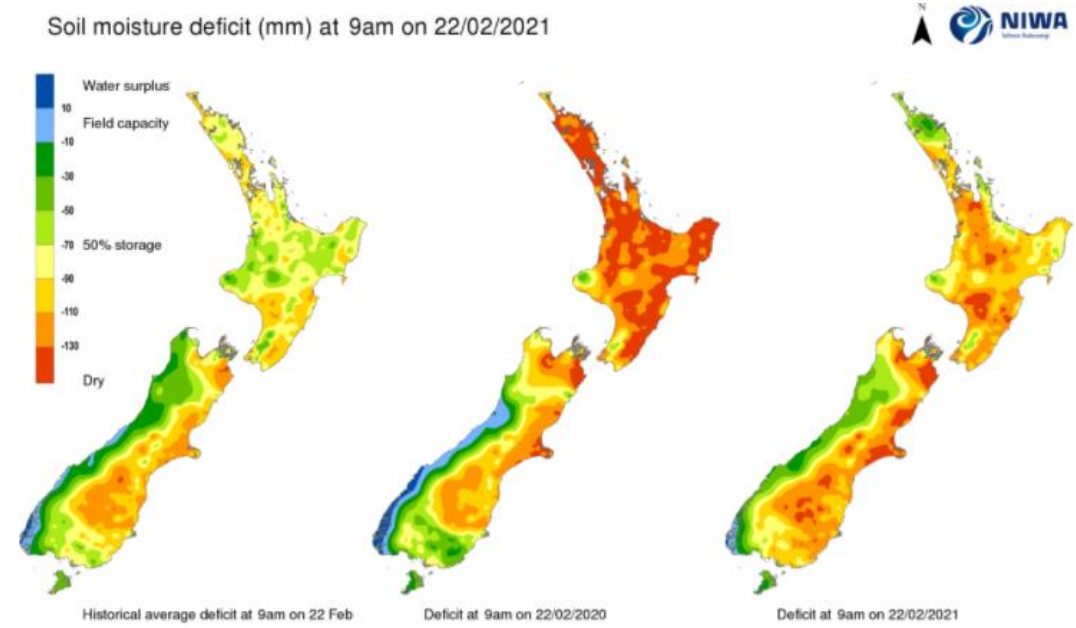 Soil moisture deficit (mm) at 9am on 22/02/2021
N
NIWA
Water surplus
10
Field capacity
-10
-30
-50
-70
50% storage
-90
-110
-130
Dry
Historical average deficit at 9am on 22 Feb
Deficit at 9am on 22/02/2020
Deficit at 9am on 22/02/2021